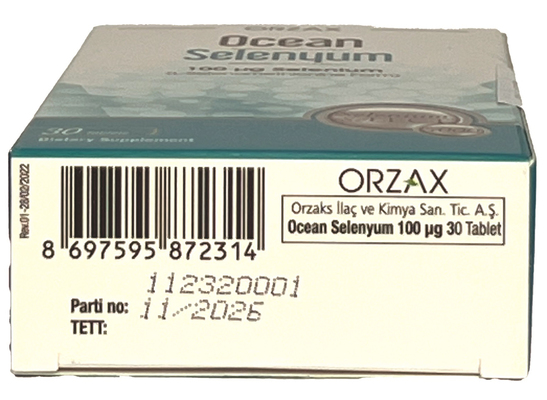 ORZAX
Ocean
Selenyum
100 µg Selenium
30
Dietary Supplement
Rev.01-28/02/2022
8 697595 872314
ORZAX
Orzaks İlaç ve Kimya San. Tic. A.Ş.
Ocean Selenyum 100 µg 30 Tablet
112320001
Parti no: 11/2026
TETT: